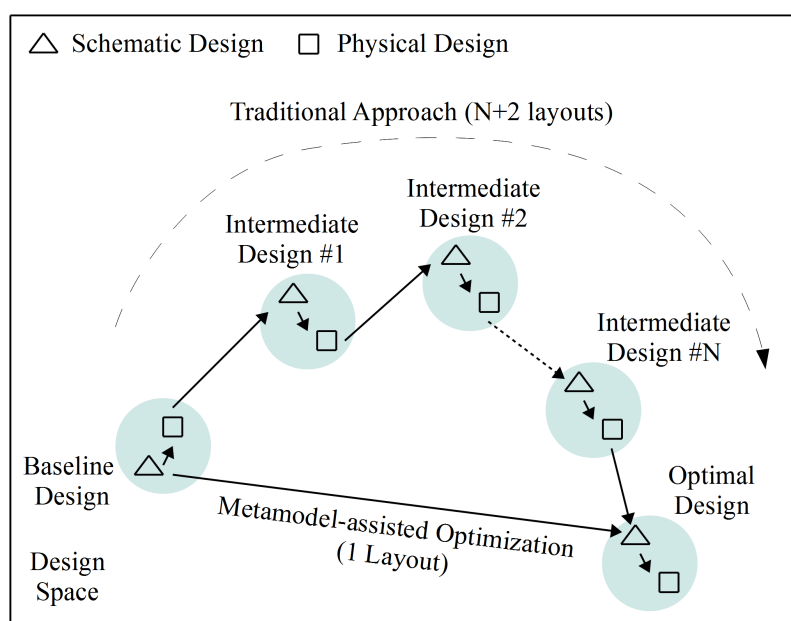 Schematic Design
Physical Design
Traditional Approach (N+2 layouts)
Intermediate
Design #2
Intermediate
Design #1
Intermediate
Design #N
Baseline
Design
Optimal
Design
Metamodel-assisted Optimization
(1 Layout)
Design
Space